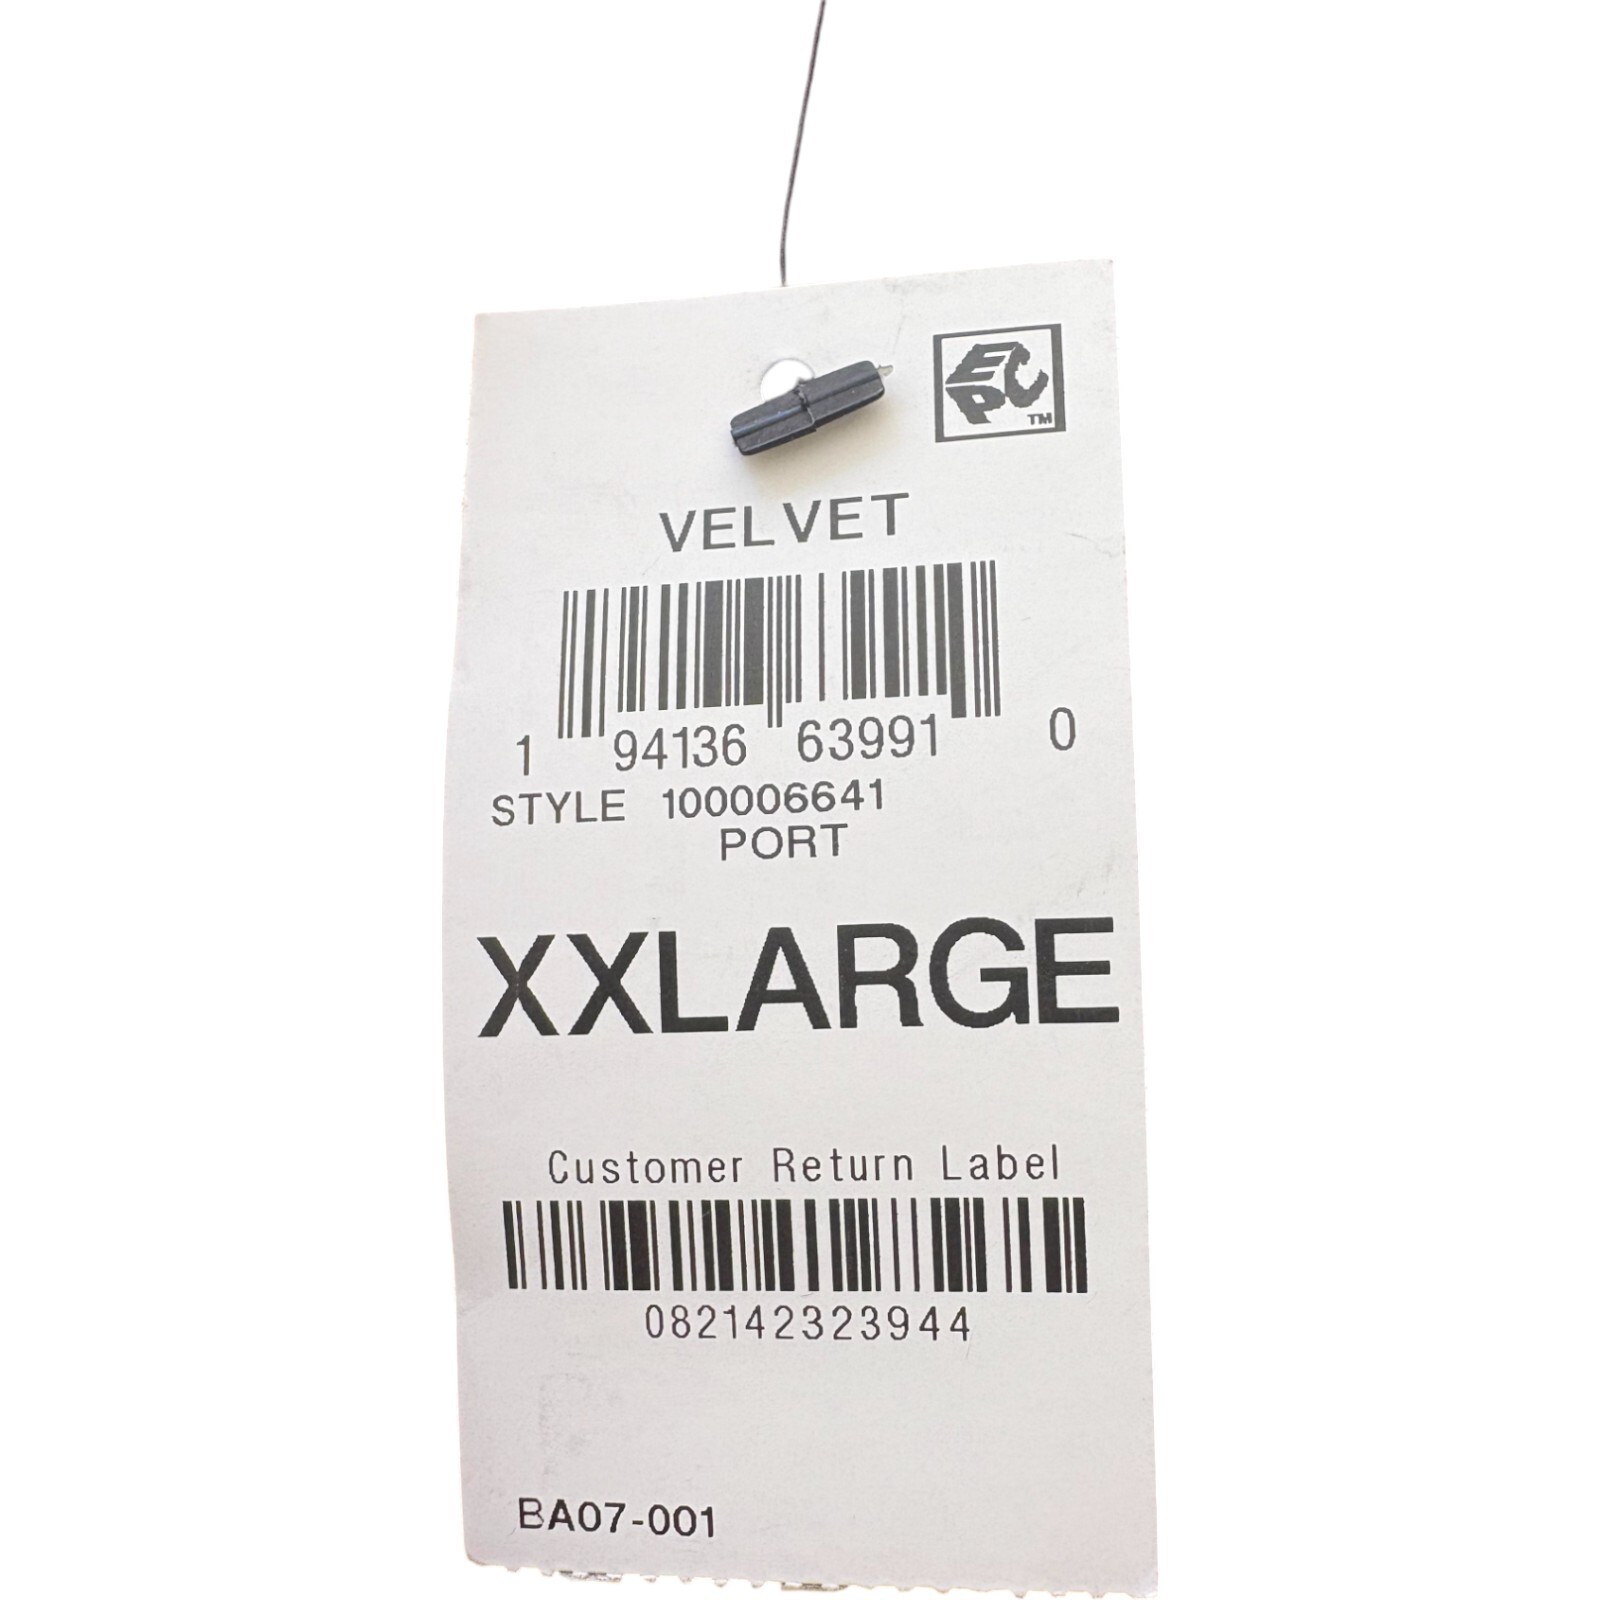 EPC
TM
VELVET
1 94136 63991 0
STYLE 100006641
PORT
XXLARGE
Customer Return Label
082142323944
BA07-001